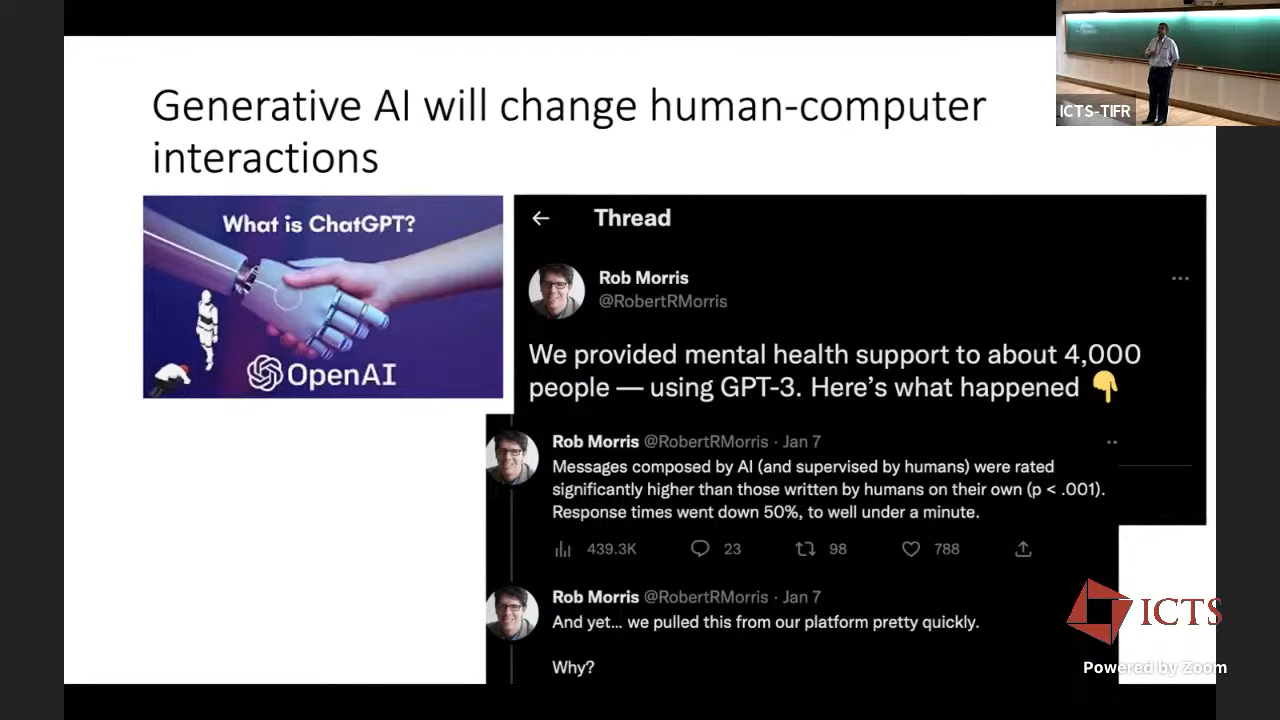 Generative AI will change human-computer
interactions
ICTS-TIFR
What is ChatGPT?
OpenAI
← Thread
Rob Morris
@RobertRMorris
We provided mental health support to about 4,000
people — using GPT-3. Here’s what happened 👇
Rob Morris @RobertRMorris · Jan 7
Messages composed by AI (and supervised by humans) were rated
significantly higher than those written by humans on their own (p < .001).
Response times went down 50%, to well under a minute.
439.3K 23 98 788
Rob Morris @RobertRMorris · Jan 7
And yet… we pulled this from our platform pretty quickly.
Why?
ICTS
Powered by Zoom